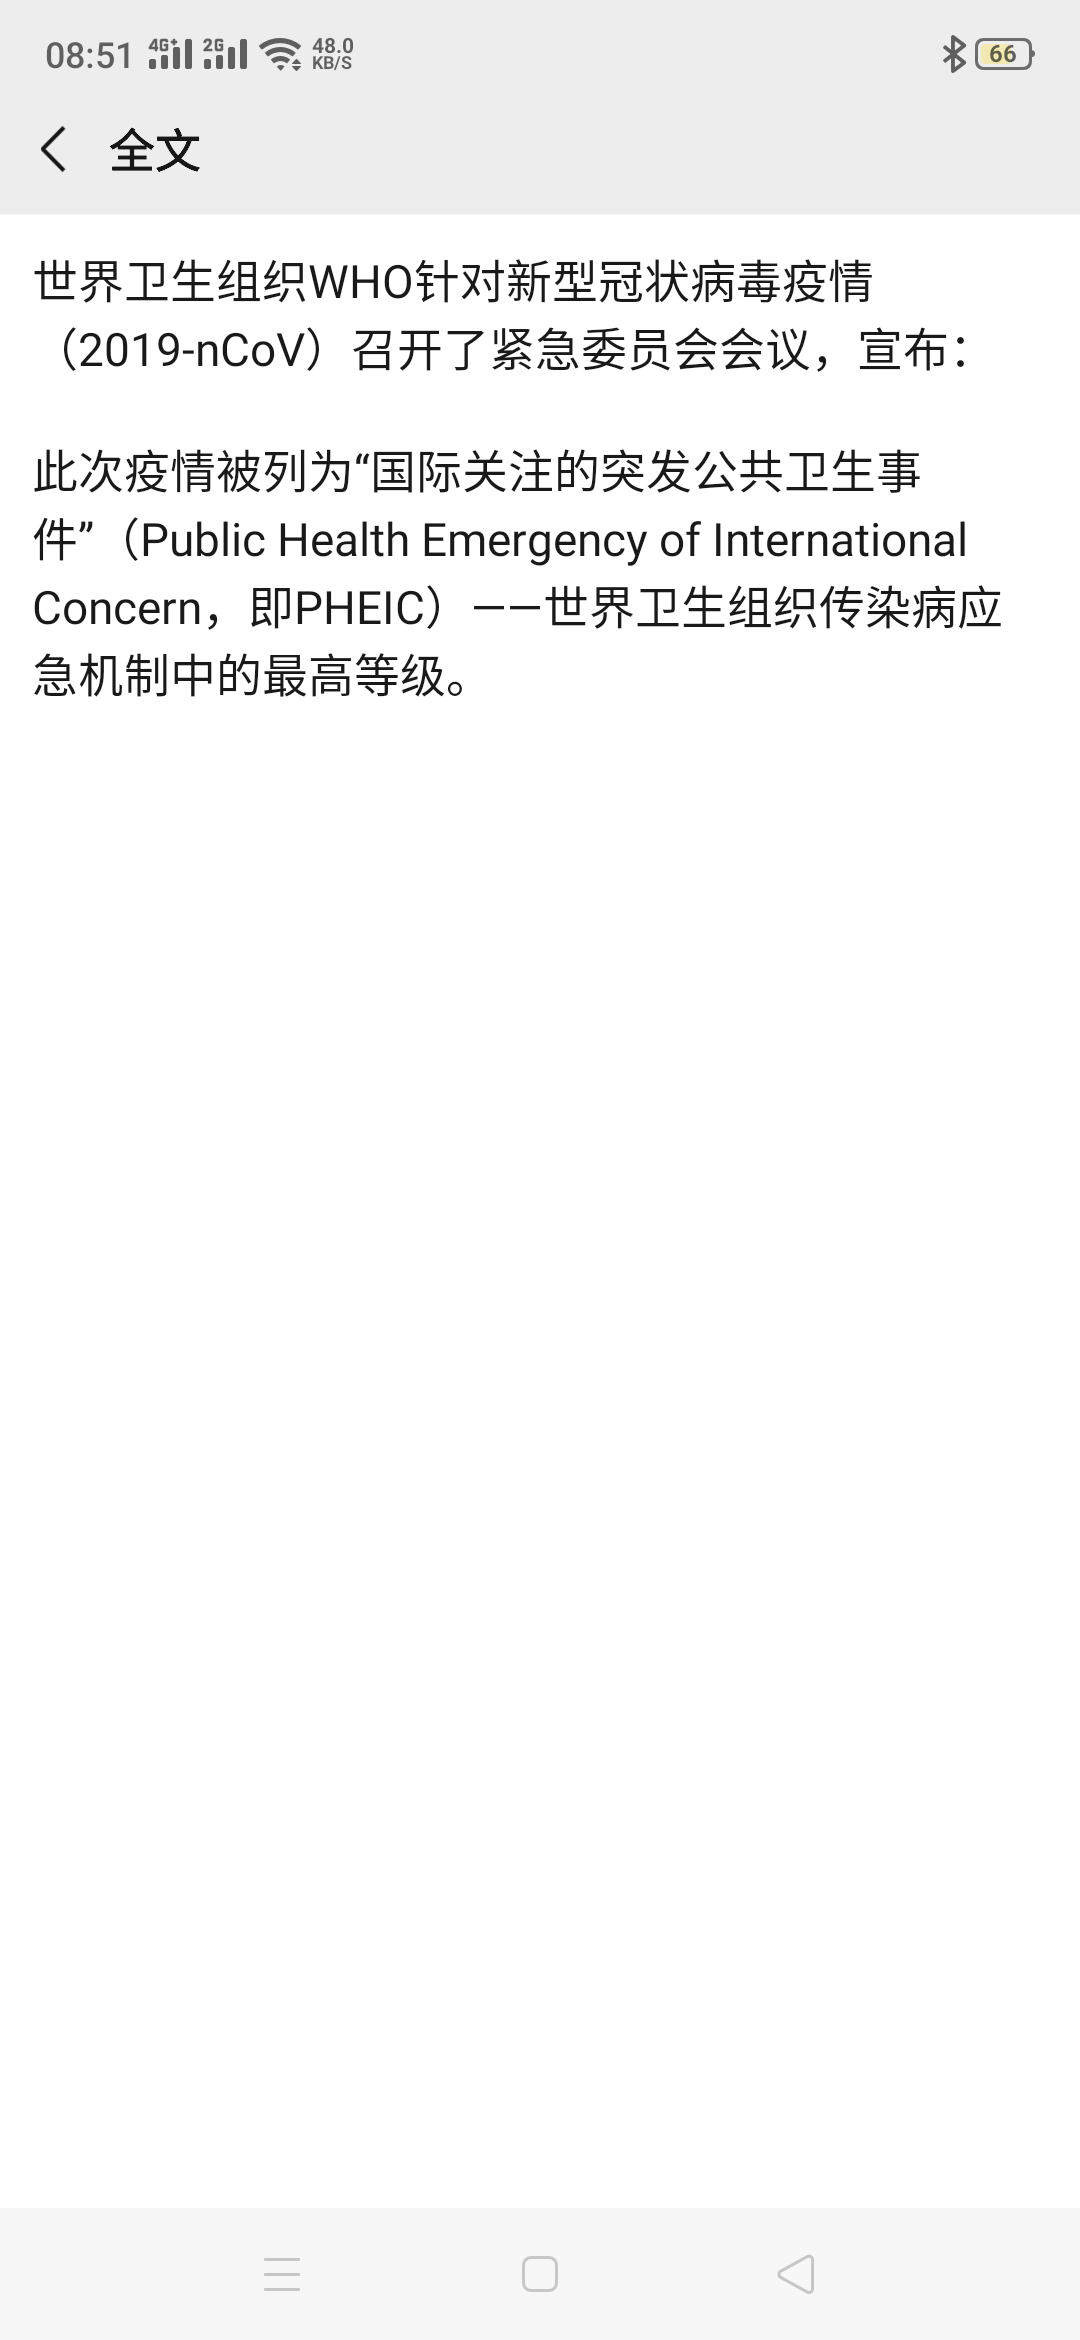 08:51 4G+ 2G 48.0 KB/S 66
全文
世界卫生组织WHO针对新型冠状病毒疫情
（2019-nCoV）召开了紧急委员会会议，宣布：
此次疫情被列为“国际关注的突发公共卫生事
件”（Public Health Emergency of International
Concern，即PHEIC）——世界卫生组织传染病应
急机制中的最高等级。